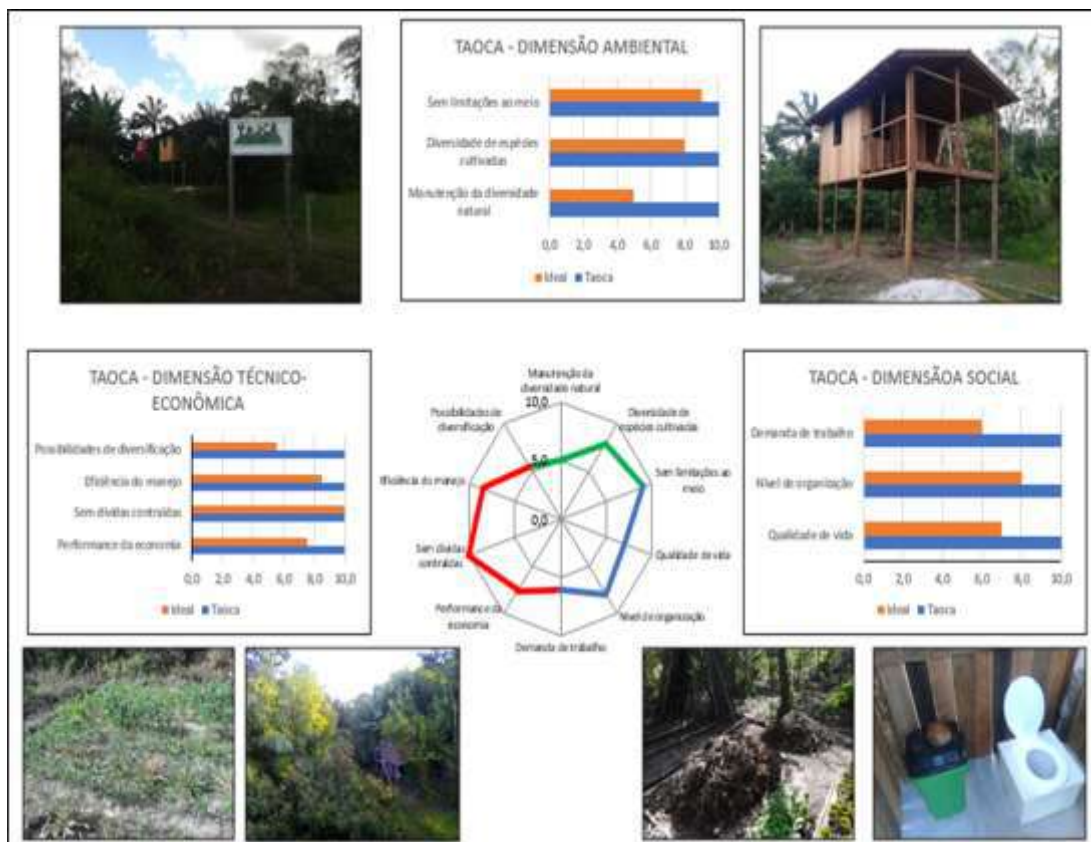 TAOCA - DIMENSÃO AMBIENTAL
Sem limitações ao meio
Diversidade de espécies
cultivadas
Manutenção da diversidade
natural
0,0 2,0 4,0 6,0 8,0 10,0
Ideal Taoca
TAOCA - DIMENSÃO TÉCNICO-
ECONÔMICA
Possibilidades de diversificação
Eficiência do manejo
Sem dívidas contruídas
Performance da economia
0,0 2,0 4,0 6,0 8,0 10,0
Ideal Taoca
Manutenção da
diversidade natural
Diversidade de
espécies cultivadas
Sem limitações ao
meio
Qualidade de vida
Nível de organização
Demanda de trabalho
Performance da
economia
Sem dívidas
contruídas
Eficiência do manejo
Possibilidades de
diversificação
10,0
5,0
0,0
TAOCA - DIMENSÃOA SOCIAL
Demanda de trabalho
Nível de organização
Qualidade de vida
0,0 2,0 4,0 6,0 8,0 10,0
Ideal Taoca